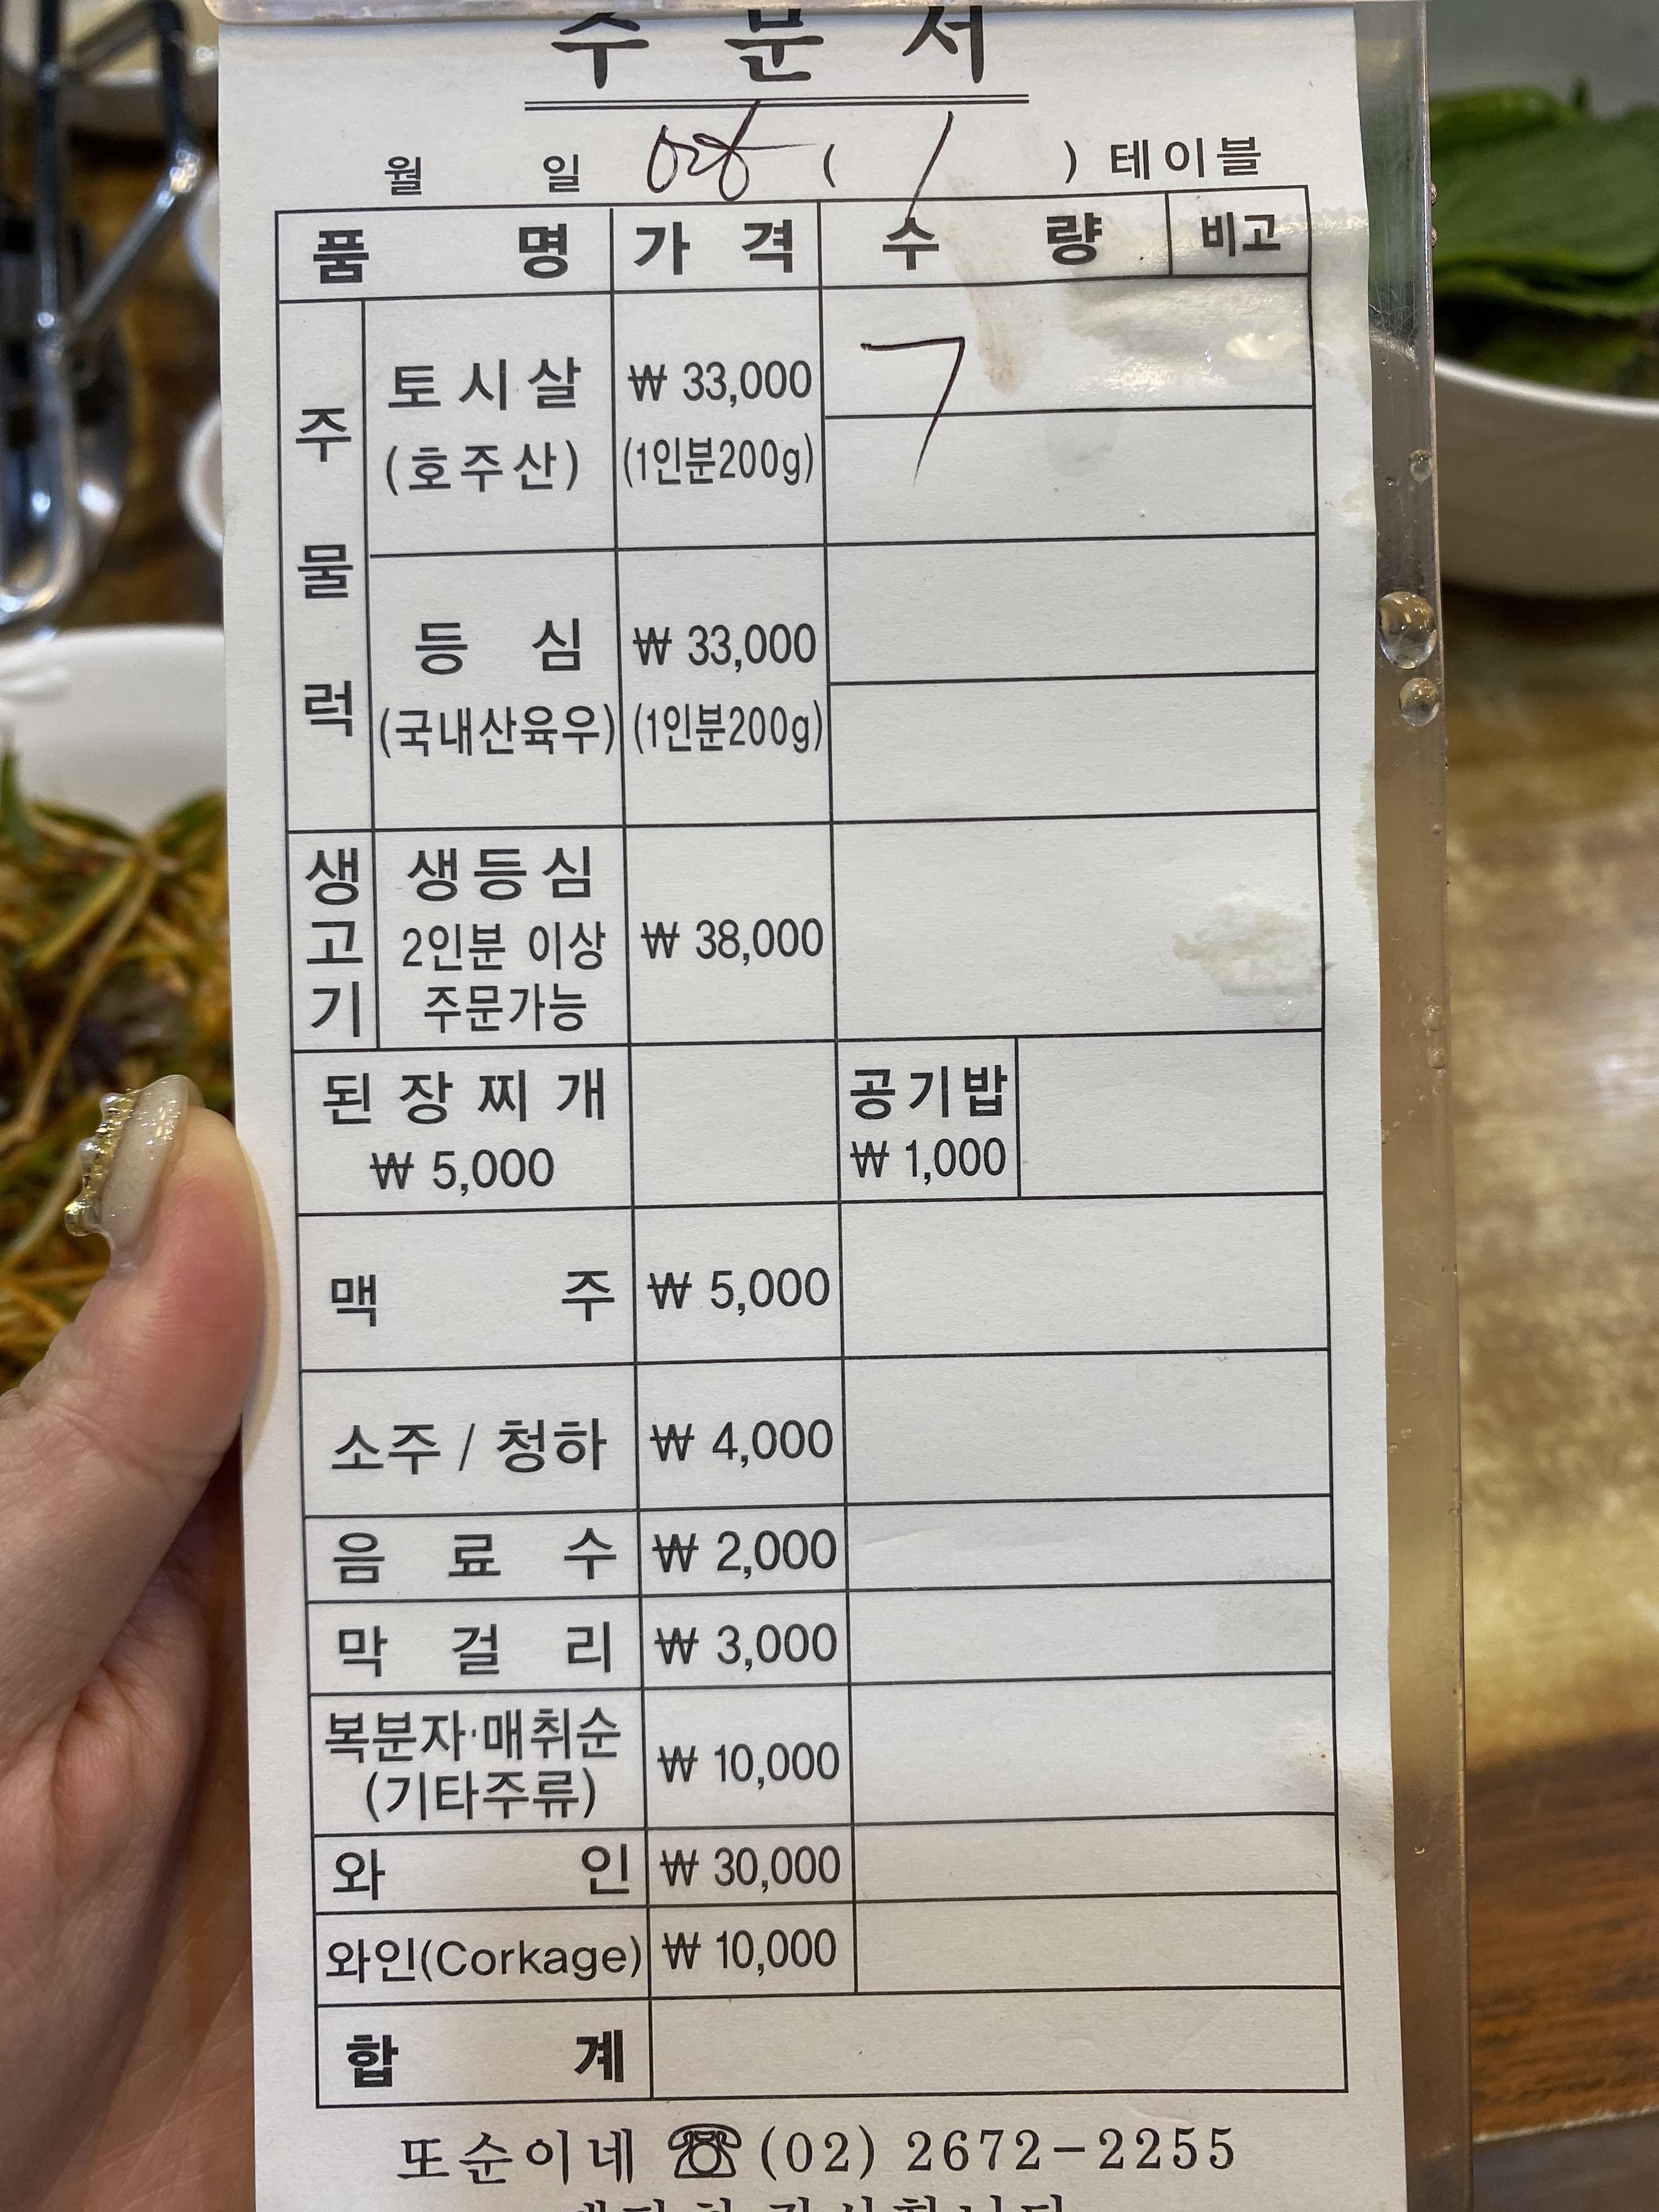 주 문 서
월 일 ( 1 ) 테이블
품 명 가 격 수 량 비고
주물럭 토시살 ₩ 33,000 7
(호주산) (1인분200g)
등 심 ₩ 33,000
(국내산육우) (1인분200g)
생고기 생등심
2인분 이상 ₩ 38,000
주문가능
된장찌개 공기밥
₩ 5,000 ₩ 1,000
맥 주 ₩ 5,000
소주 / 청하 ₩ 4,000
음 료 수 ₩ 2,000
막 걸 리 ₩ 3,000
복분자·매취순 ₩ 10,000
(기타주류)
와 인 ₩ 30,000
와인(Corkage) ₩ 10,000
합 계
또순이네 ☎ (02) 2672-2255